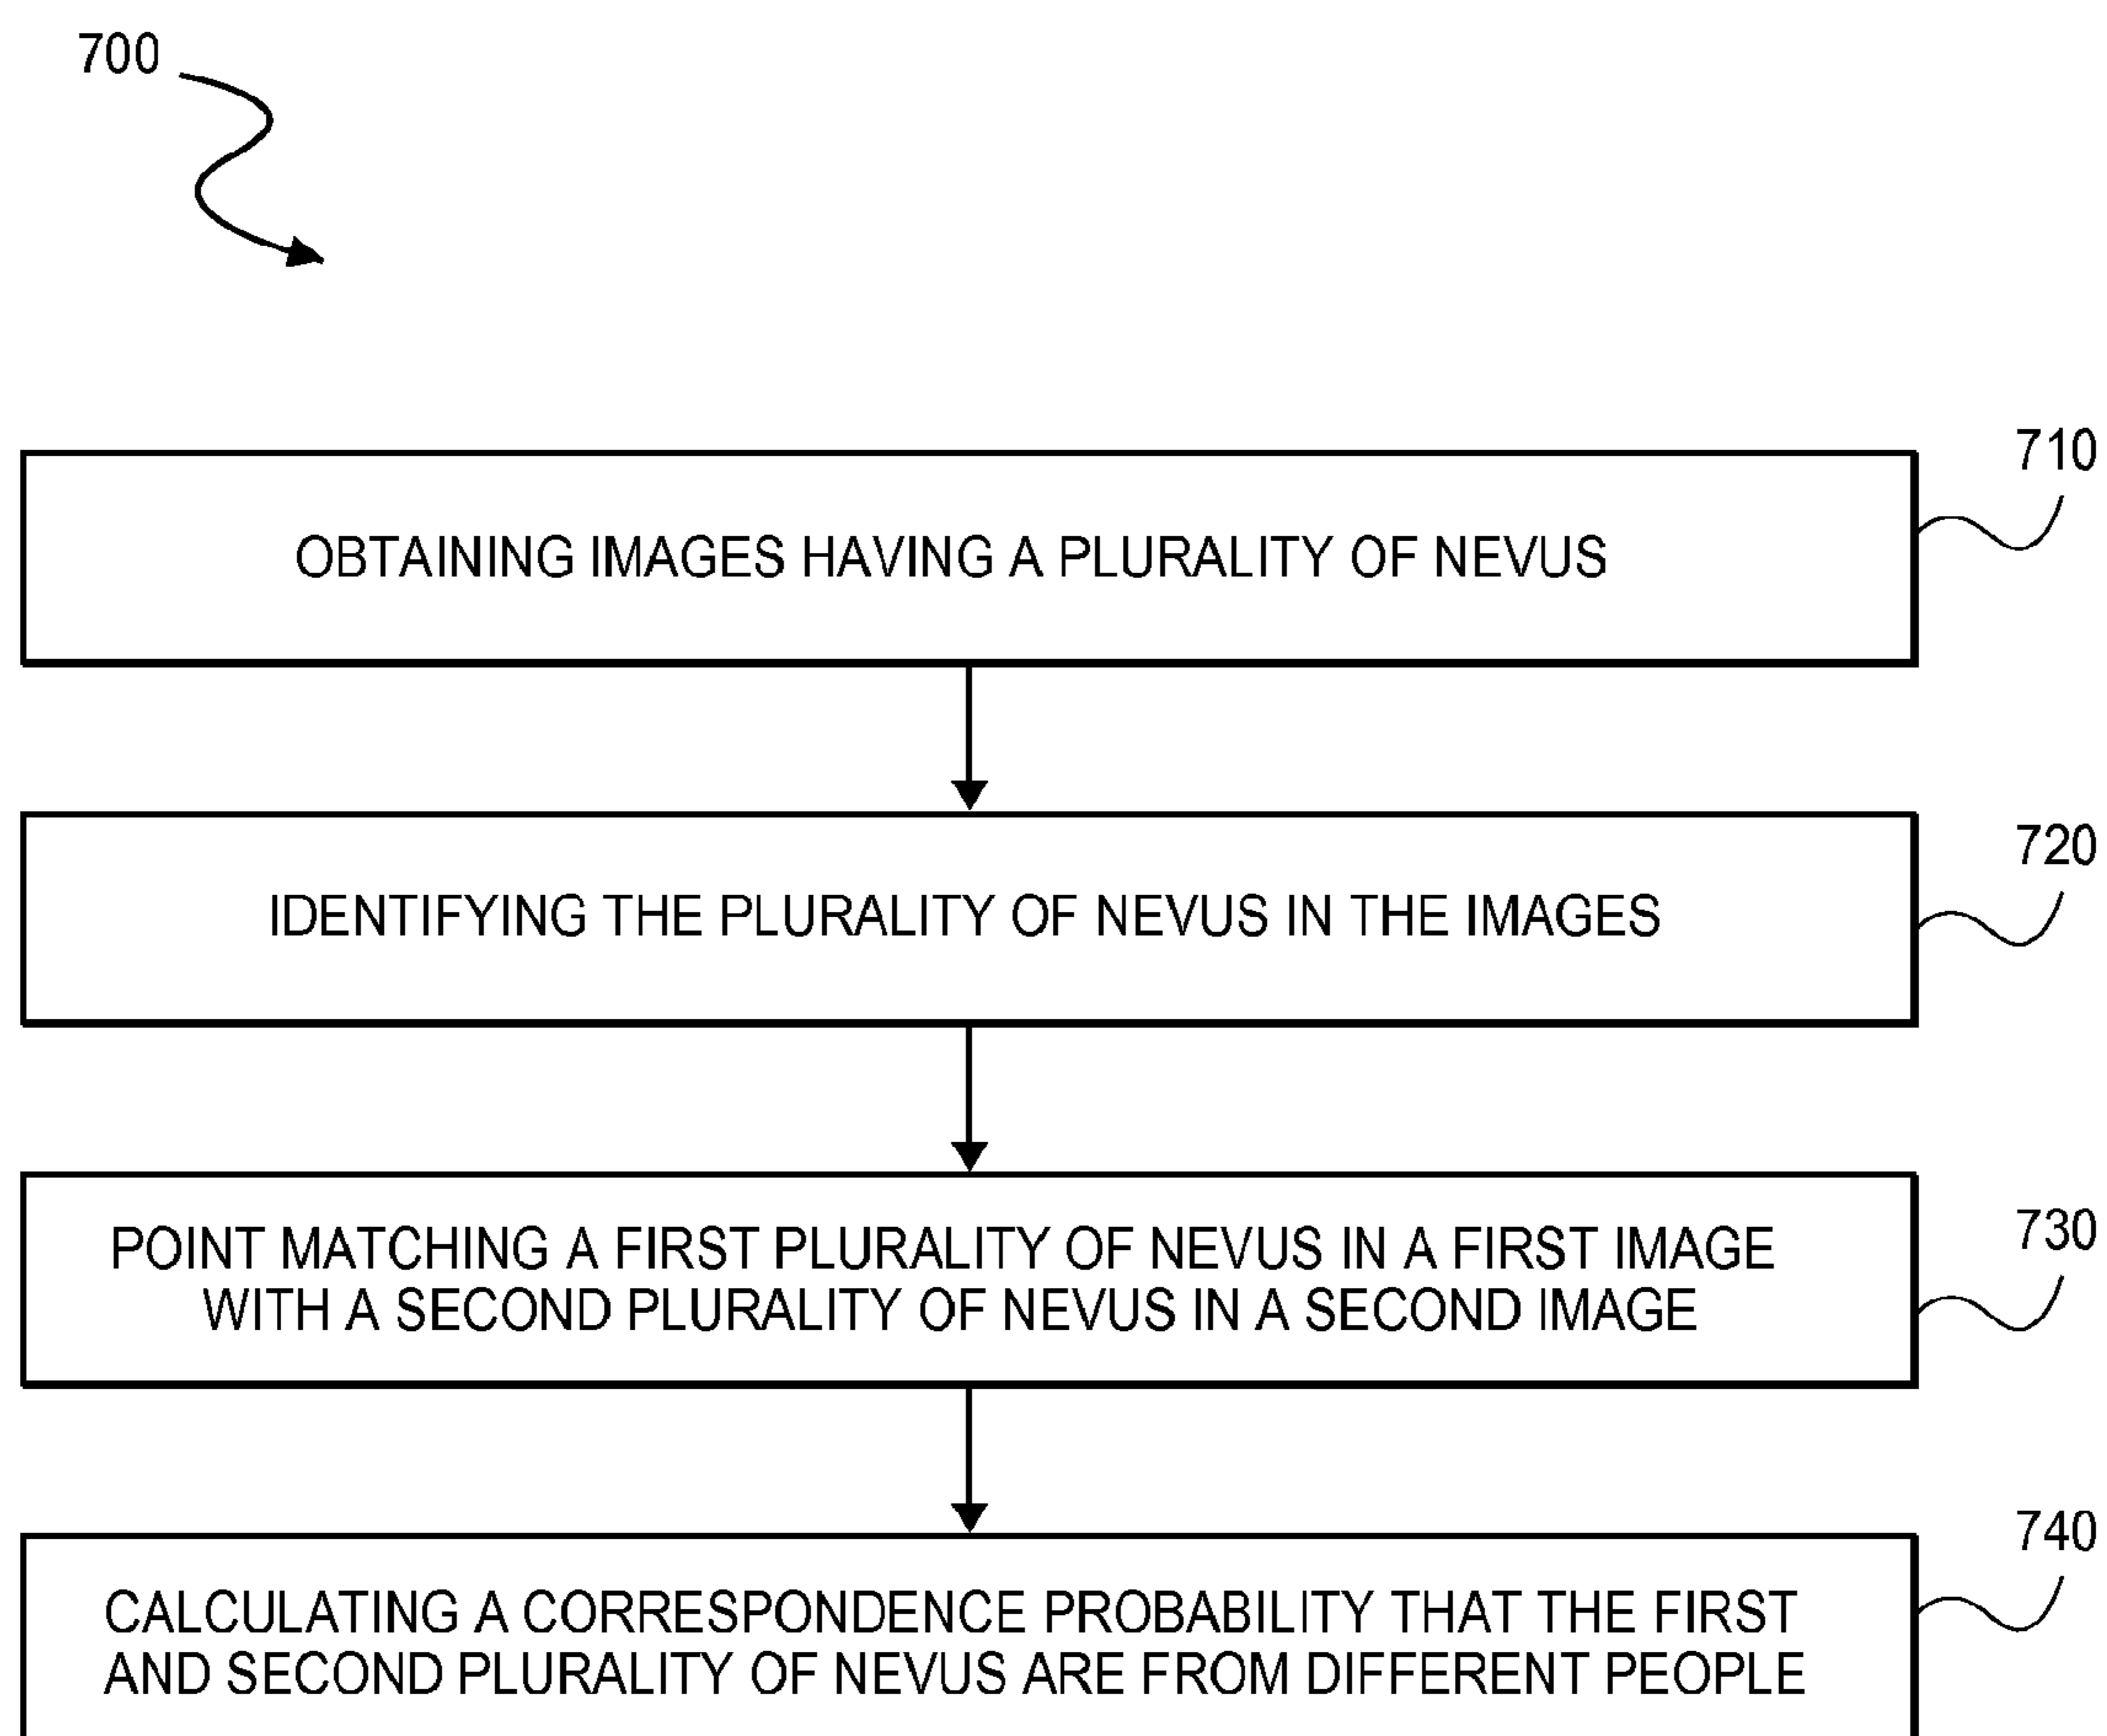 700
710
OBTAINING IMAGES HAVING A PLURALITY OF NEVUS
720
IDENTIFYING THE PLURALITY OF NEVUS IN THE IMAGES
730
POINT MATCHING A FIRST PLURALITY OF NEVUS IN A FIRST IMAGE
WITH A SECOND PLURALITY OF NEVUS IN A SECOND IMAGE
740
CALCULATING A CORRESPONDENCE PROBABILITY THAT THE FIRST
AND SECOND PLURALITY OF NEVUS ARE FROM DIFFERENT PEOPLE